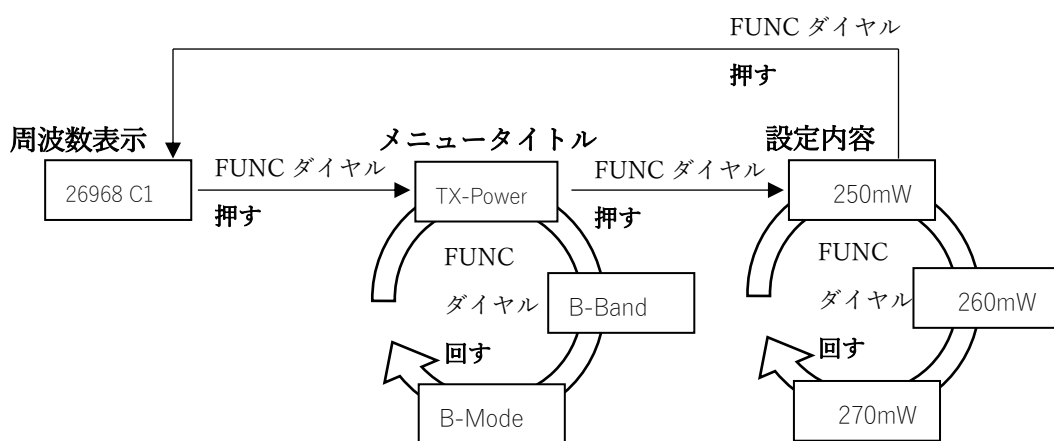 FUNC ダイヤル
押す
周波数表示
メニュータイトル
設定内容
26968 C1
FUNC ダイヤル
押す
TX-Power
FUNC ダイヤル
押す
250mW
FUNC
ダイヤル
回す
B-Band
B-Mode
FUNC
ダイヤル
回す
260mW
270mW